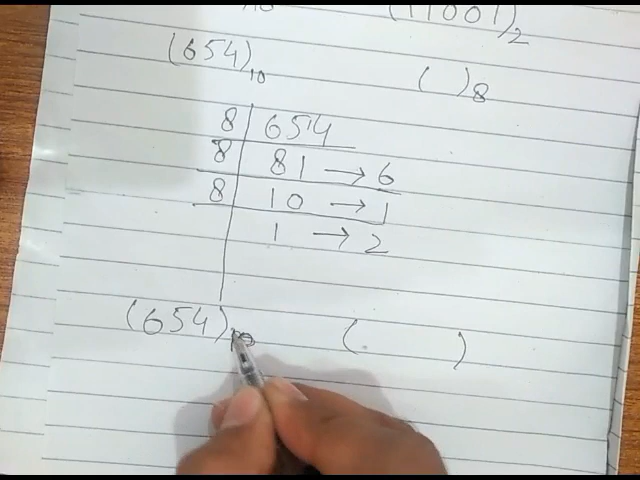 (11001)₂
(654)₁₀ ( )₈
8 654
8 81 → 6
8 10 → 1
1 → 2
(654)₁₀ ( )